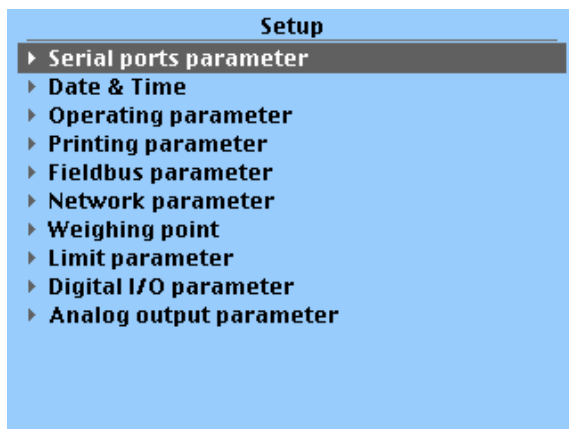 Setup
Serial ports parameter
Date & Time
Operating parameter
Printing parameter
Fieldbus parameter
Network parameter
Weighing point
Limit parameter
Digital I/O parameter
Analog output parameter